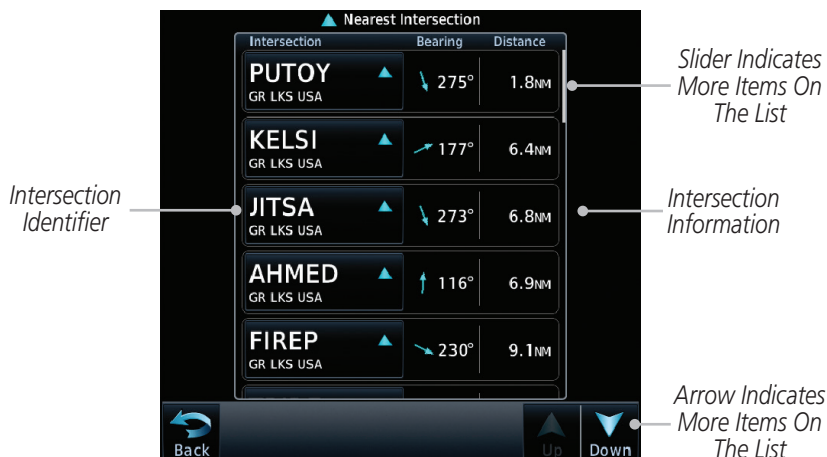 Nearest Intersection
Intersection Bearing Distance
PUTOY 275° 1.8NM
GR LKS USA
KELSI 177° 6.4NM
GR LKS USA
JITSA 273° 6.8NM
GR LKS USA
AHMED 116° 6.9NM
GR LKS USA
FIREP 230° 9.1NM
GR LKS USA
Back Up Down
Intersection
Identifier
Slider Indicates
More Items On
The List
Intersection
Information
Arrow Indicates
More Items On
The List